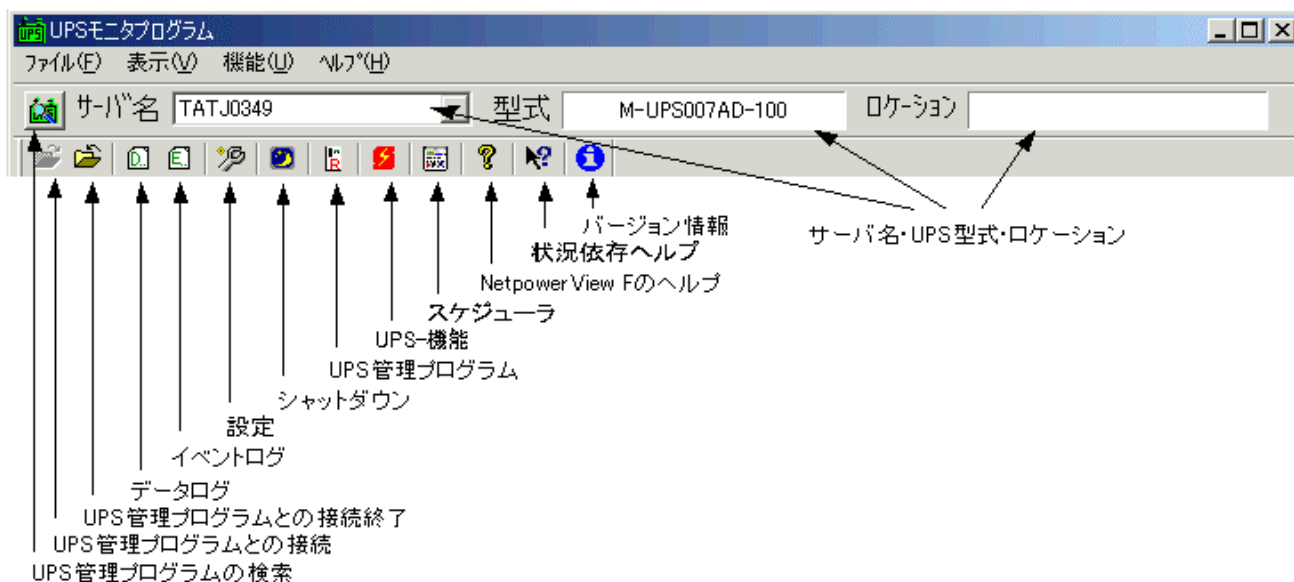 UPSモニタプログラム
ファイル(F) 表示(V) 機能(U) ヘルプ(H)
サーバ名 TATJ0349 型式 M-UPS007AD-100 ロケーション
バージョン情報
サーバ名・UPS型式・ロケーション
状況依存ヘルプ
NetpowerView Fのヘルプ
スケジューラ
UPS-機能
UPS管理プログラム
シャットダウン
設定
イベントログ
データログ
UPS管理プログラムとの接続終了
UPS管理プログラムとの接続
UPS管理プログラムの検索